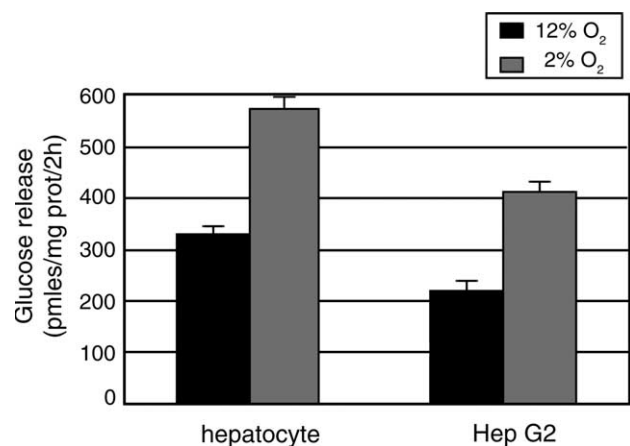 12% O₂
2% O₂
Glucose release
(pmles/mg prot/2h)
600
500
400
300
200
100
0
hepatocyte
Hep G2